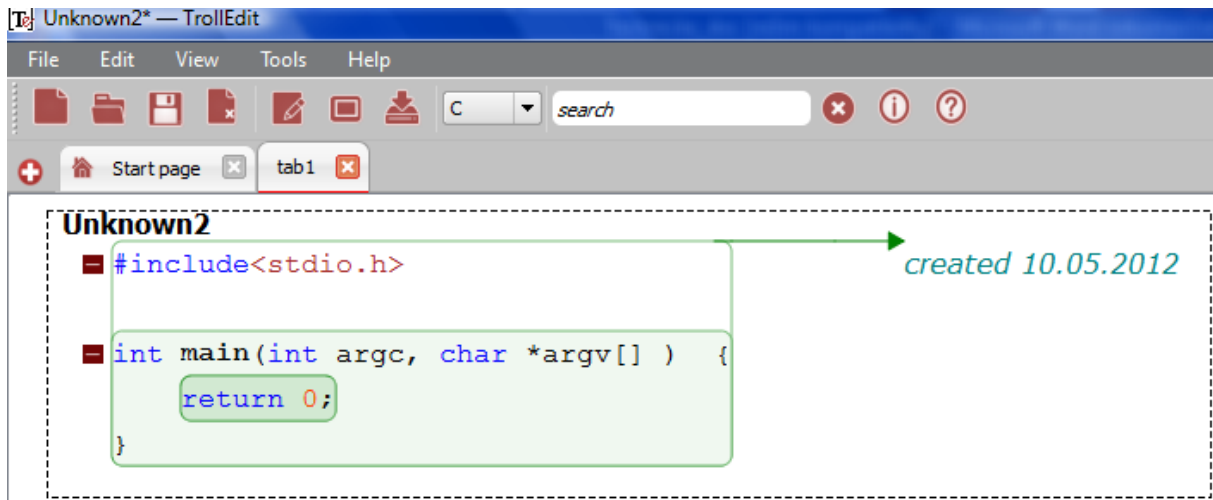 Unknown2* — TrollEdit
File Edit View Tools Help
C search
Start page tab1
Unknown2
#include<stdio.h>
created 10.05.2012
int main(int argc, char *argv[] ) {
return 0;
}